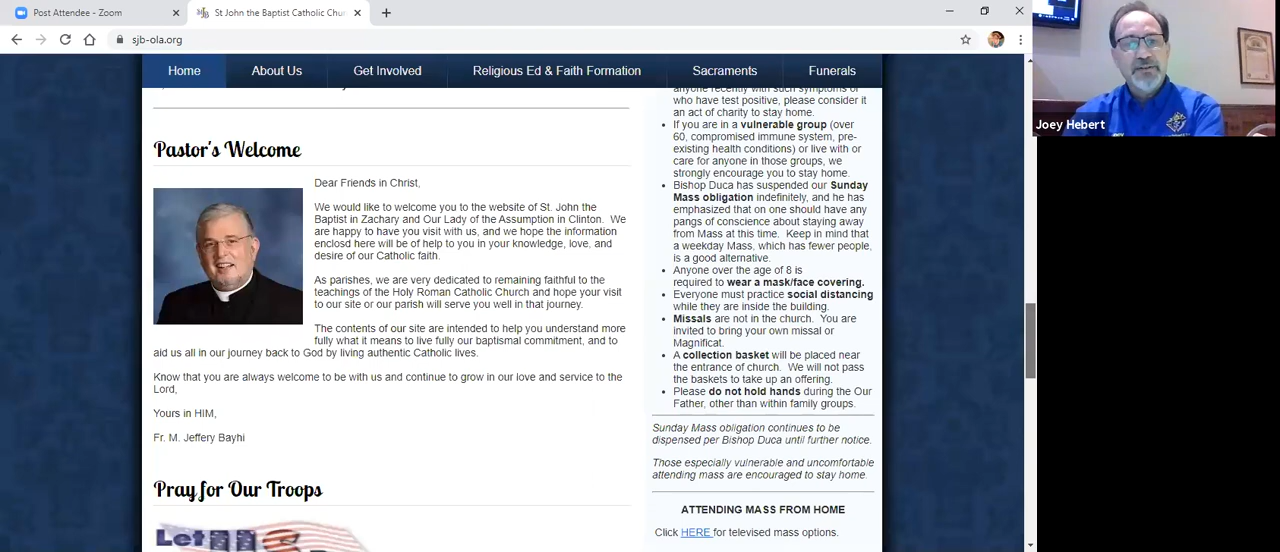 Post Attendee - Zoom
St John the Baptist Catholic Chur
sjb-ola.org
Home
About Us
Get Involved
Religious Ed & Faith Formation
Sacraments
Funerals
Joey Hebert
Pastor's Welcome
Dear Friends in Christ,
We would like to welcome you to the website of St. John the
Baptist in Zachary and Our Lady of the Assumption in Clinton. We
are happy to have you visit with us, and we hope the information
enclosd here will be of help to you in your knowledge, love, and
desire of our Catholic faith.
As parishes, we are very dedicated to remaining faithful to the
teachings of the Holy Roman Catholic Church and hope your visit
to our site or our parish will serve you well in that journey.
The contents of our site are intended to help you understand more
fully what it means to live fully our baptismal commitment, and to
aid us all in our journey back to God by living authentic Catholic lives.
Know that you are always welcome to be with us and continue to grow in our love and service to the
Lord,
Yours in HIM,
Fr. M. Jeffery Bayhi
Pray for Our Troops
Let US
anyone recently with such symptoms or
who have test positive, please consider it
an act of charity to stay home.
If you are in a vulnerable group (over
60, compromised immune system, pre-
existing health conditions) or live with or
care for anyone in those groups, we
strongly encourage you to stay home.
Bishop Duca has suspended our Sunday
Mass obligation indefinitely, and he has
emphasized that on one should have any
pangs of conscience about staying away
from Mass at this time. Keep in mind that
a weekday Mass, which has fewer people,
is a good alternative.
Anyone over the age of 8 is
required to wear a mask/face covering.
Everyone must practice social distancing
while they are inside the building.
Missals are not in the church. You are
invited to bring your own missal or
Magnificat.
A collection basket will be placed near
the entrance of church. We will not pass
the baskets to take up an offering.
Please do not hold hands during the Our
Father, other than within family groups.
Sunday Mass obligation continues to be
dispensed per Bishop Duca until further notice.
Those especially vulnerable and uncomfortable
attending mass are encouraged to stay home.
ATTENDING MASS FROM HOME
Click HERE for televised mass options.